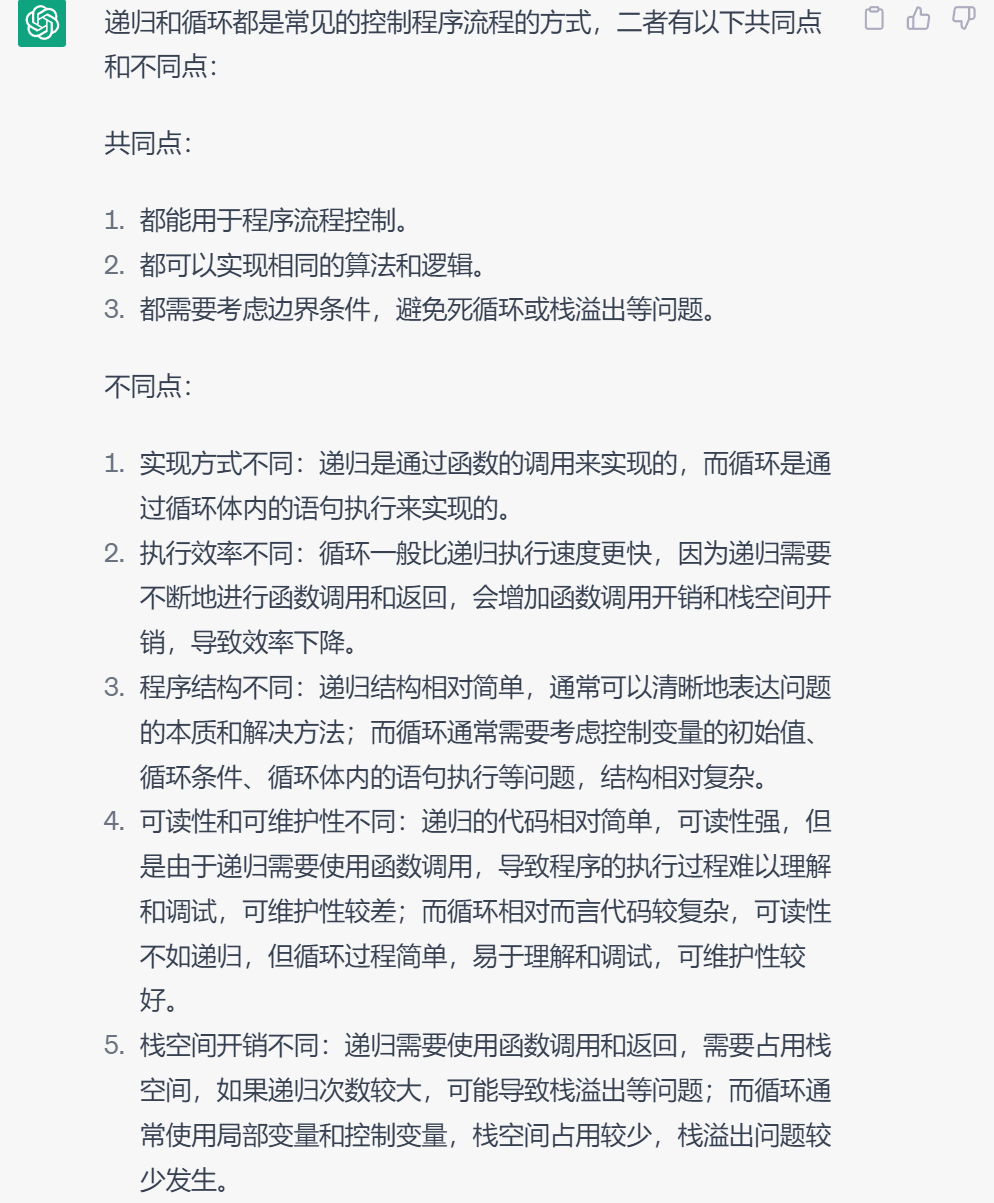 递归和循环都是常见的控制程序流程的方式，二者有以下共同点
和不同点：
共同点：
1. 都能用于程序流程控制。
2. 都可以实现相同的算法和逻辑。
3. 都需要考虑边界条件，避免死循环或栈溢出等问题。
不同点：
1. 实现方式不同：递归是通过函数的调用来实现的，而循环是通
过循环体内的语句执行来实现的。
2. 执行效率不同：循环一般比递归执行速度更快，因为递归需要
不断地进行函数调用和返回，会增加函数调用开销和栈空间开
销，导致效率下降。
3. 程序结构不同：递归结构相对简单，通常可以清晰地表达问题
的本质和解决方法；而循环通常需要考虑控制变量的初始值、
循环条件、循环体内的语句执行等问题，结构相对复杂。
4. 可读性和可维护性不同：递归的代码相对简单，可读性强，但
是由于递归需要使用函数调用，导致程序的执行过程难以理解
和调试，可维护性较差；而循环相对而言代码较复杂，可读性
不如递归，但循环过程简单，易于理解和调试，可维护性较
好。
5. 栈空间开销不同：递归需要使用函数调用和返回，需要占用栈
空间，如果递归次数较大，可能导致栈溢出等问题；而循环通
常使用局部变量和控制变量，栈空间占用较少，栈溢出问题较
少发生。